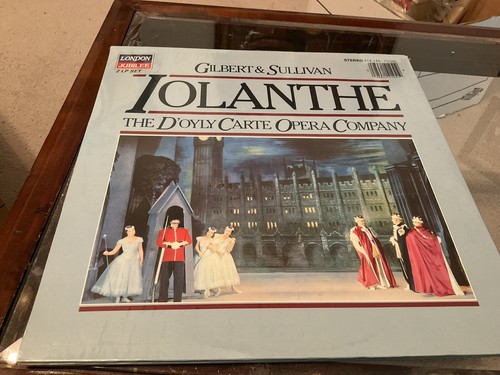 LONDON
JUBILEE
2 LP SET
STEREO
GILBERT & SULLIVAN
IOLANTHE
THE D'OYLY CARTE OPERA COMPANY